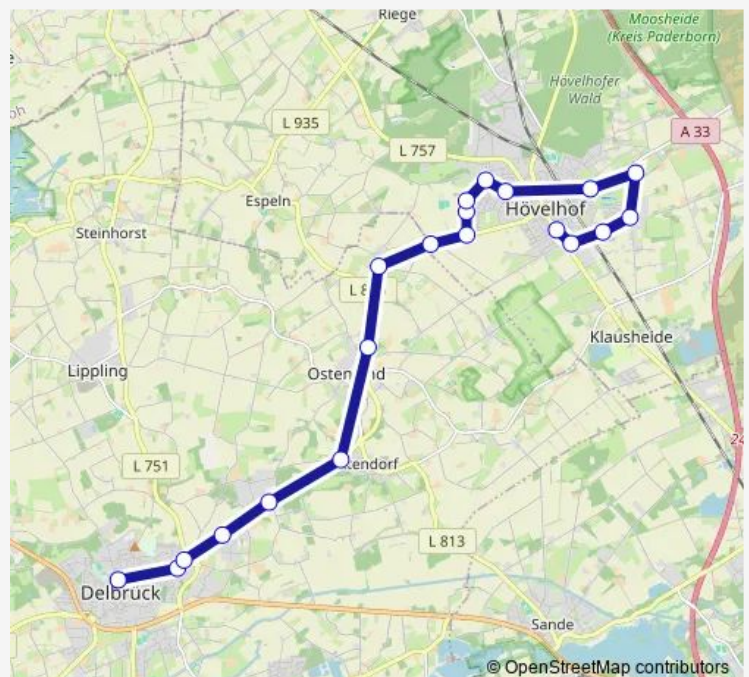 Riege
Moosheide
(Kreis Paderborn)
Hövelhofer
Wald
L 935
A 33
L 757
Espeln
Hövelhof
Steinhorst
Klausheide
Lippling
L 751
L 813
Delbrück
Sande
© OpenStreetMap contributors